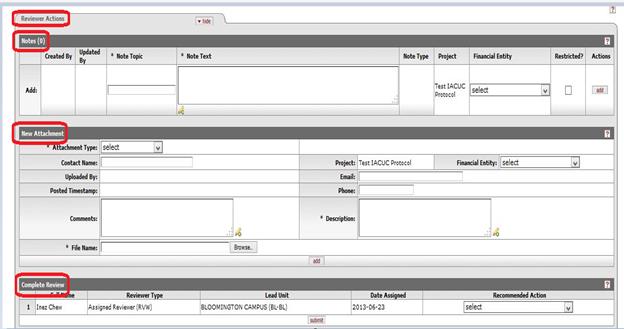 Reviewer Actions
▾ hide
?
Notes (0)
?
Created By Updated By * Note Topic * Note Text Note Type Project Financial Entity Restricted? Actions
Add: Test IACUC Protocol select add
New Attachment
?
* Attachment Type: select
Contact Name: Project: Test IACUC Protocol Financial Entity: select
Uploaded By: Email:
Posted Timestamp: Phone:
Comments: * Description:
* File Name: Browse..
add
Complete Review
?
Name Reviewer Type Lead Unit Date Assigned Recommended Action
1 Inez Chew Assigned Reviewer (RVW) BLOOMINGTON CAMPUS (BL-BL) 2013-06-23 select
submit